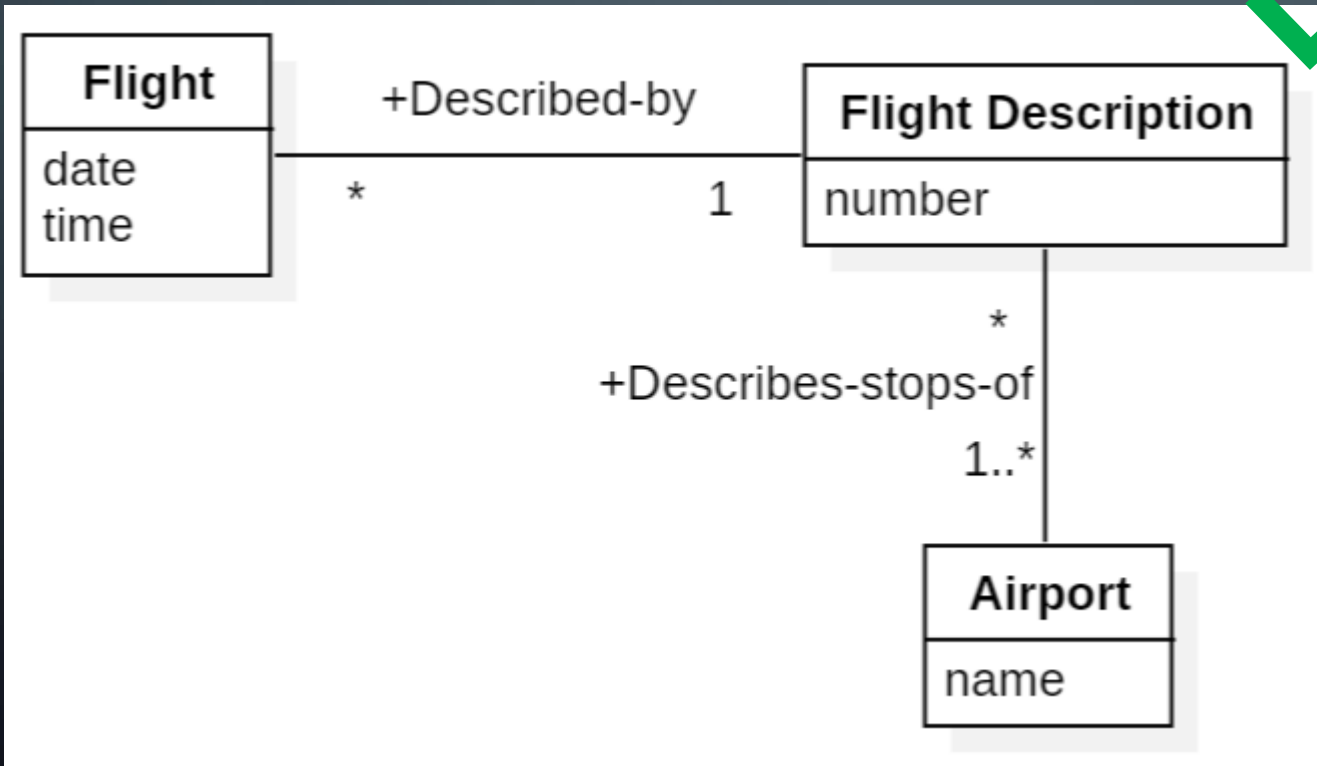 Flight
date
time
+Described-by
*
1
Flight Description
number
*
+Describes-stops-of
1..*
Airport
name